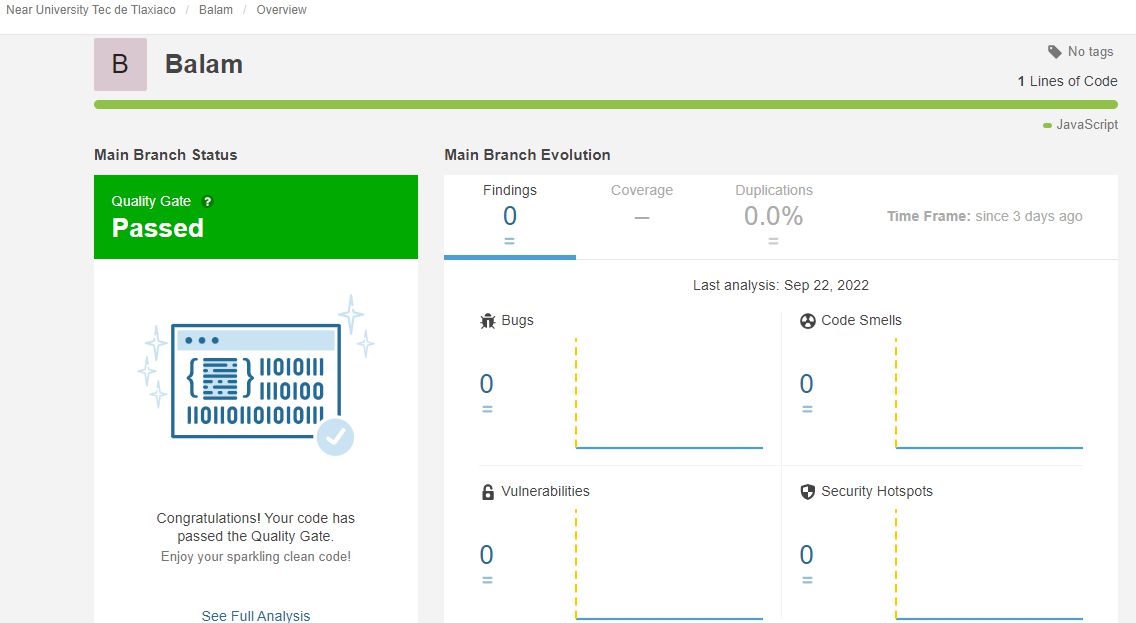 Near University Tec de Tlaxiaco / Balam / Overview
B Balam
No tags
1 Lines of Code
JavaScript
Main Branch Status
Quality Gate ?
Passed
{ } 11010111
1110100
11011011010111
Congratulations! Your code has
passed the Quality Gate.
Enjoy your sparkling clean code!
See Full Analysis
Main Branch Evolution
Findings
0
=
Coverage
—
Duplications
0.0%
=
Time Frame: since 3 days ago
Last analysis: Sep 22, 2022
Bugs
0
=
Code Smells
0
=
Vulnerabilities
0
=
Security Hotspots
0
=